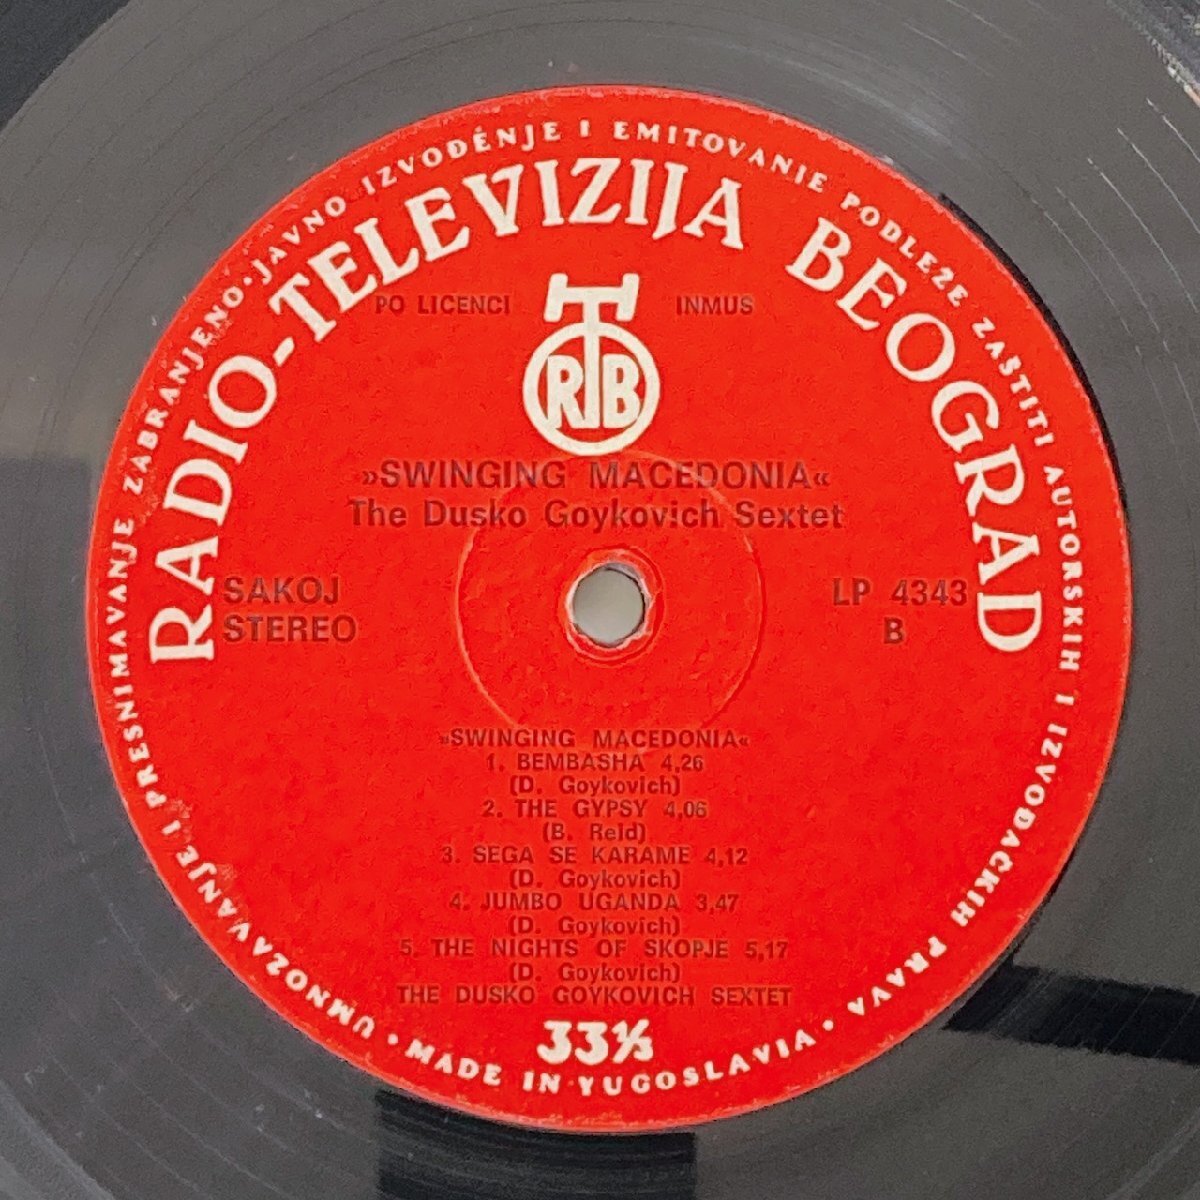 UMNOŽAVANJE I PRESNIMAVANJE ZABRANJENO·JAVNO IZVOĐENJE I EMITOVANJE PODLEŽE ZAŠTITI AUTORSKIH I IZVOĐAČKIH PRAVA · MADE IN YUGOSLAVIA ·
RADIO-TELEVIZIJA BEOGRAD
PO LICENCI INMUS
RTB
»SWINGING MACEDONIA«
The Dusko Goykovich Sextet
SAKOJ LP 4343
STEREO B
»SWINGING MACEDONIA«
1. BEMBASHA 4,26
(D. Goykovich)
2. THE GYPSY 4,06
(B. Reid)
3. SEGA SE KARAME 4,12
(D. Goykovich)
4. JUMBO UGANDA 3,47
(D. Goykovich)
5. THE NIGHTS OF SKOPJE 5,17
(D. Goykovich)
THE DUSKO GOYKOVICH SEXTET
33⅓